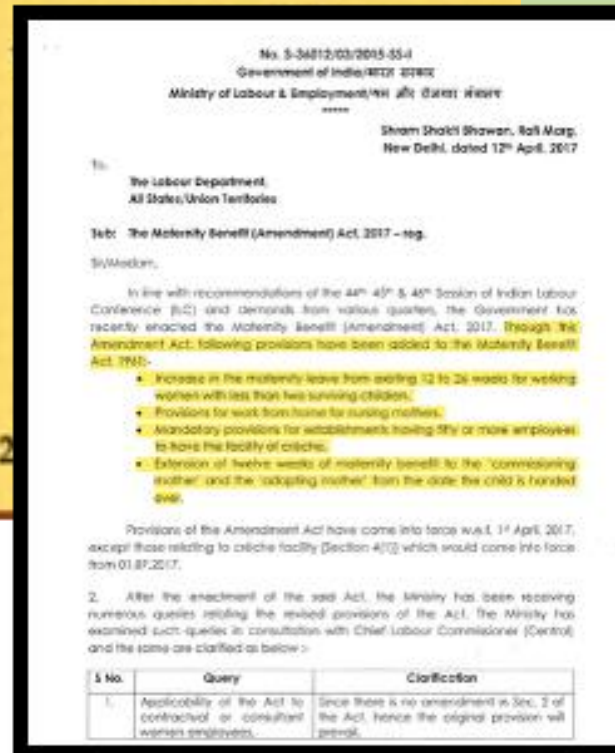 No. S-36012/03/2015-SS-I
Government of India/भारत सरकार
Ministry of Labour & Employment/श्रम और रोजगार मंत्रालय
*****
Shram Shakti Bhawan, Rafi Marg,
New Delhi, dated 12th April, 2017
To,
The Labour Department,
All States/Union Territories
Sub: The Maternity Benefit (Amendment) Act, 2017 – reg.
Sir/Madam,
In line with recommendations of the 44th 45th & 46th Session of Indian Labour
Conference (ILC) and demands from various quarters, the Government has
recently enacted the Maternity Benefit (Amendment) Act, 2017. Through this
Amendment Act, following provisions have been added to the Maternity Benefit
Act, 1961:-
• Increase in the maternity leave from existing 12 to 26 weeks for working
women with less than two surviving children.
• Provisions for work from home for nursing mothers.
• Mandatory provisions for establishments having fifty or more employees
to have the facility of crèche.
• Extension of twelve weeks of maternity benefit to the 'commissioning
mother' and the 'adopting mother' from the date the child is handed
over.
Provisions of the Amendment Act have come into force w.e.f. 1st April, 2017,
except those relating to crèche facility [Section 4(1)] which would come into force
from 01.07.2017.
2. After the enactment of the said Act, the Ministry has been receiving
numerous queries relating the revised provisions of the Act. The Ministry has
examined such queries in consultation with Chief Labour Commissioner (Central)
and the same are clarified as below :-
S No. Query Clarification
1. Applicability of the Act to Since there is no amendment in Sec. 2 of
contractual or consultant the Act, hence the original provision will
women employees. prevail.
2